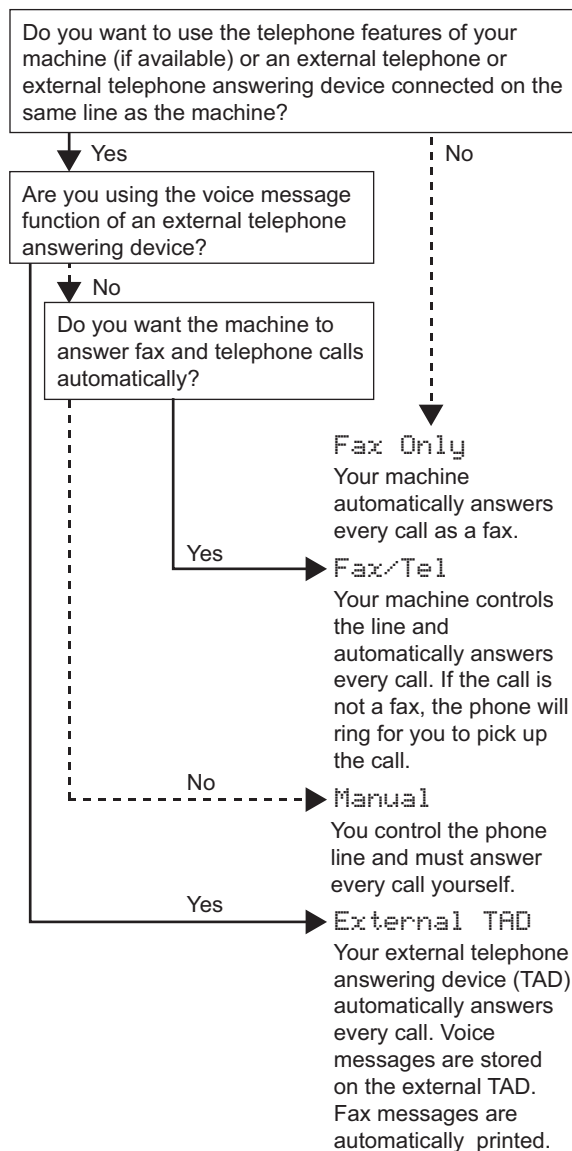 Do you want to use the telephone features of your
machine (if available) or an external telephone or
external telephone answering device connected on the
same line as the machine?
Yes
No
Are you using the voice message
function of an external telephone
answering device?
No
Do you want the machine to
answer fax and telephone calls
automatically?
Fax Only
Your machine
automatically answers
every call as a fax.
Yes
Fax/Tel
Your machine controls
the line and
automatically answers
every call. If the call is
not a fax, the phone will
ring for you to pick up
the call.
No
Manual
You control the phone
line and must answer
every call yourself.
Yes
External TAD
Your external telephone
answering device (TAD)
automatically answers
every call. Voice
messages are stored
on the external TAD.
Fax messages are
automatically printed.